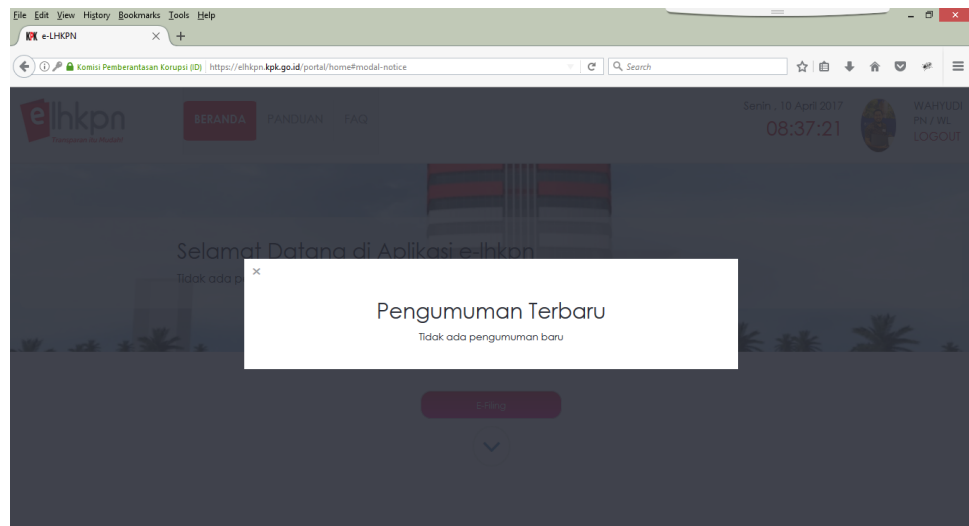 File Edit View History Bookmarks Tools Help
e-LHKPN
Komisi Pemberantasan Korupsi (ID) https://elhkpn.kpk.go.id/portal/home#modal-notice
Search
elhkpn
BERANDA PANDUAN FAQ
Senin , 10 April 2017
08:37:21
WAHYUDI
PN / WL
LOGOUT
Selamat Datang di Aplikasi e-lhkpn
Tidak ada p
Pengumuman Terbaru
Tidak ada pengumuman baru
E-Filing